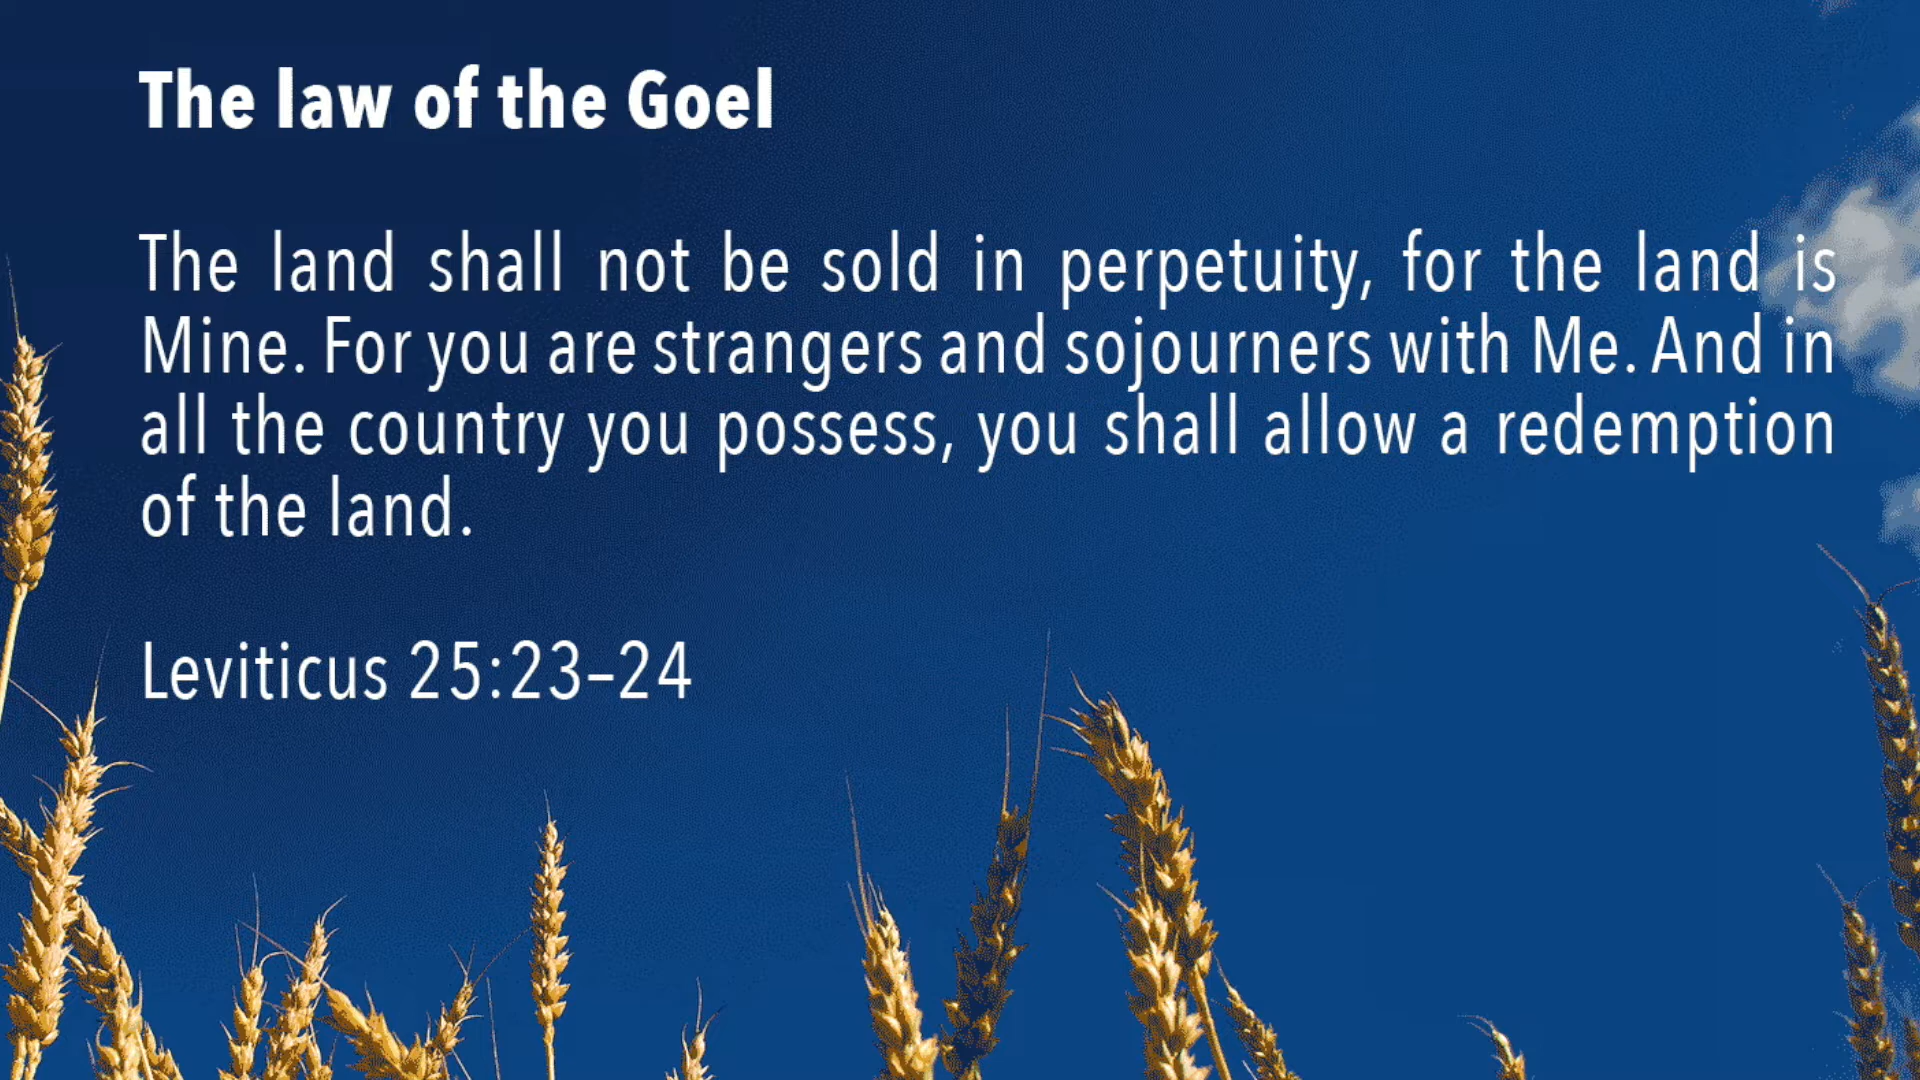 The law of the Goel
The land shall not be sold in perpetuity, for the land is
Mine. For you are strangers and sojourners with Me. And in
all the country you possess, you shall allow a redemption
of the land.
Leviticus 25:23–24